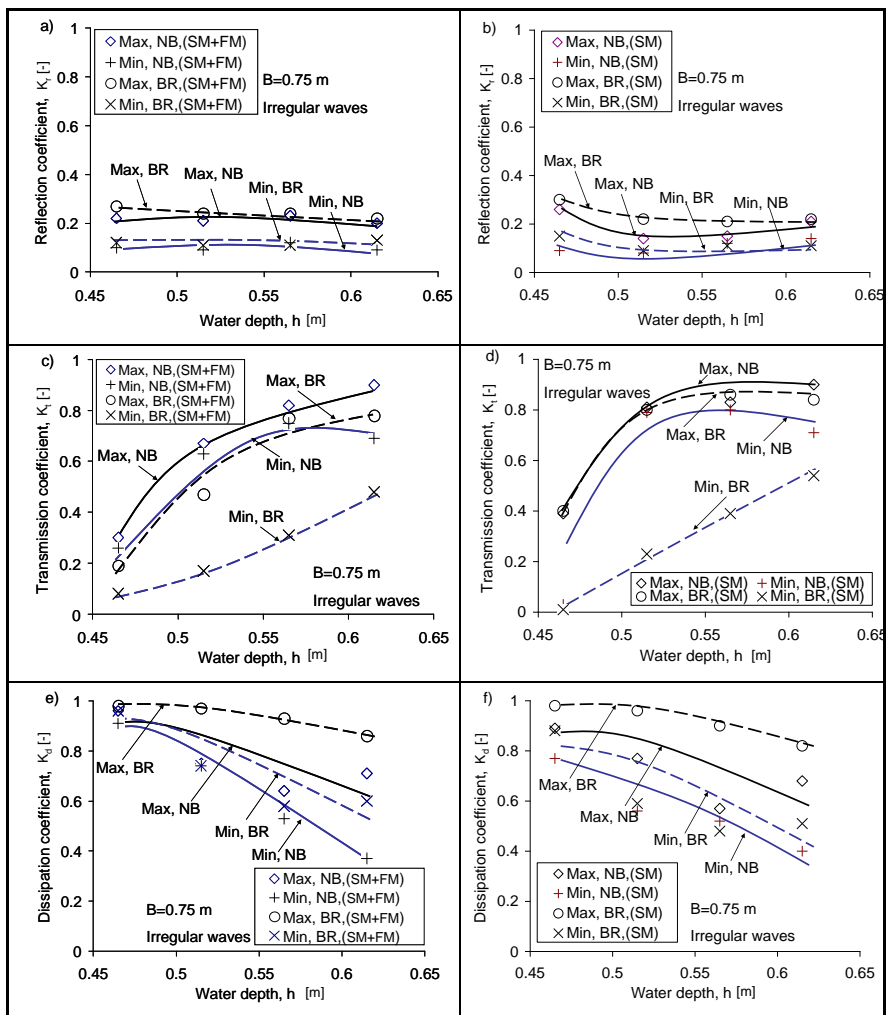 a)
Max, NB,(SM+FM)
Min, NB,(SM+FM)
Max, BR,(SM+FM)
Min, BR,(SM+FM)
B=0.75 m
Irregular waves
Max, BR
Max, NB
Min, BR
Min, NB
Reflection coefficient, Kr [-]
1
0.8
0.6
0.4
0.2
0
0.45
0.5
0.55
0.6
0.65
Water depth, h [m]
b)
Max, NB,(SM)
Min, NB,(SM)
Max, BR,(SM)
Min, BR,(SM)
B=0.75 m
Irregular waves
Max, BR
Max, NB
Min, BR
Min, NB
Reflection coefficient, Kr [-]
1
0.8
0.6
0.4
0.2
0
0.45
0.5
0.55
0.6
0.65
Water depth, h [m]
c)
Max, NB,(SM+FM)
Min, NB,(SM+FM)
Max, BR,(SM+FM)
Min, BR,(SM+FM)
Max, BR
Max, NB
Min, NB
Min, BR
B=0.75 m
Irregular waves
Transmission coefficient, Kt [-]
1
0.8
0.6
0.4
0.2
0
0.45
0.5
0.55
0.6
0.65
Water depth, h [m]
d)
B=0.75 m
Irregular waves
Max, NB
Max, BR
Min, NB
Min, BR
Max, NB,(SM)
Min, NB,(SM)
Max, BR,(SM)
Min, BR,(SM)
Transmission coefficient, Kt [-]
1
0.8
0.6
0.4
0.2
0
0.45
0.5
0.55
0.6
0.65
Water depth, h [m]
e)
Max, BR
Max, NB
Min, BR
Min, NB
B=0.75 m
Irregular waves
Max, NB,(SM+FM)
Min, NB,(SM+FM)
Max, BR,(SM+FM)
Min, BR,(SM+FM)
Dissipation coefficient, Kd [-]
1
0.8
0.6
0.4
0.2
0
0.45
0.5
0.55
0.6
0.65
Water depth, h [m]
f)
Max, BR
Max, NB
Min, BR
Min, NB
Max, NB,(SM)
Min, NB,(SM)
Max, BR,(SM)
Min, BR,(SM)
B=0.75 m
Irregular waves
Dissipation coefficient, Kd [-]
1
0.8
0.6
0.4
0.2
0
0.45
0.5
0.55
0.6
0.65
Water depth, h [m]